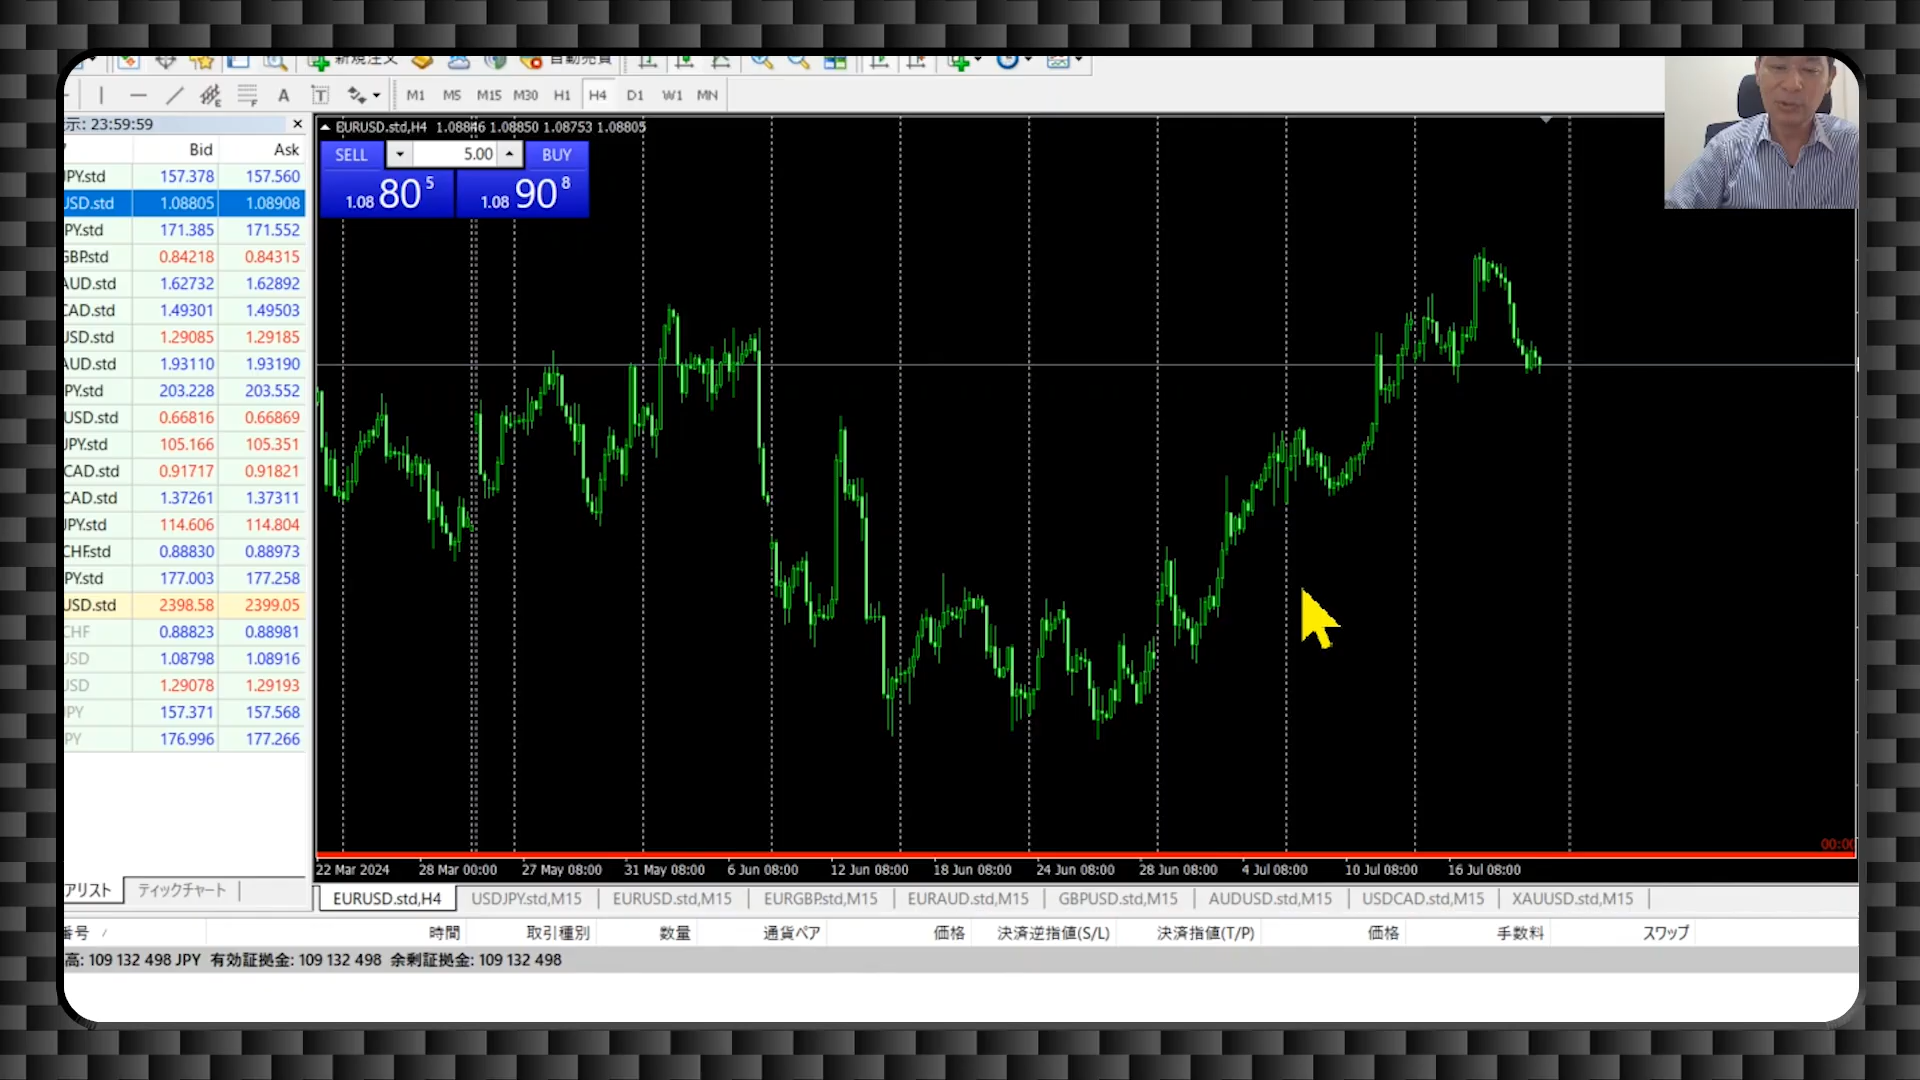 新規注文 自動売買
A T M1 M5 M15 M30 H1 H4 D1 W1 MN
示: 23:59:59
Bid Ask
JPY.std 157.378 157.560
USD.std 1.08805 1.08908
PY.std 171.385 171.552
GBP.std 0.84218 0.84315
AUD.std 1.62732 1.62892
CAD.std 1.49301 1.49503
USD.std 1.29085 1.29185
AUD.std 1.93110 1.93190
PY.std 203.228 203.552
USD.std 0.66816 0.66869
JPY.std 105.166 105.351
CAD.std 0.91717 0.91821
CAD.std 1.37261 1.37311
JPY.std 114.606 114.804
CHF.std 0.88830 0.88973
PY.std 177.003 177.258
USD.std 2398.58 2399.05
CHF 0.88823 0.88981
USD 1.08798 1.08916
USD 1.29078 1.29193
JPY 157.371 157.568
PY 176.996 177.266
アリスト ティックチャート
EURUSD.std,H4 1.08846 1.08850 1.08753 1.08805
SELL 5.00 BUY
1.08 80 5 1.08 90 8
00:00
22 Mar 2024 28 Mar 00:00 27 May 08:00 31 May 08:00 6 Jun 08:00 12 Jun 08:00 18 Jun 08:00 24 Jun 08:00 28 Jun 08:00 4 Jul 08:00 10 Jul 08:00 16 Jul 08:00
EURUSD.std,H4 USDJPY.std,M15 EURUSD.std,M15 EURGBP.std,M15 EURAUD.std,M15 GBPUSD.std,M15 AUDUSD.std,M15 USDCAD.std,M15 XAUUSD.std,M15
番号 時間 取引種別 数量 通貨ペア 価格 決済逆指値(S/L) 決済指値(T/P) 価格 手数料 スワップ
高: 109 132 498 JPY 有効証拠金: 109 132 498 余剰証拠金: 109 132 498